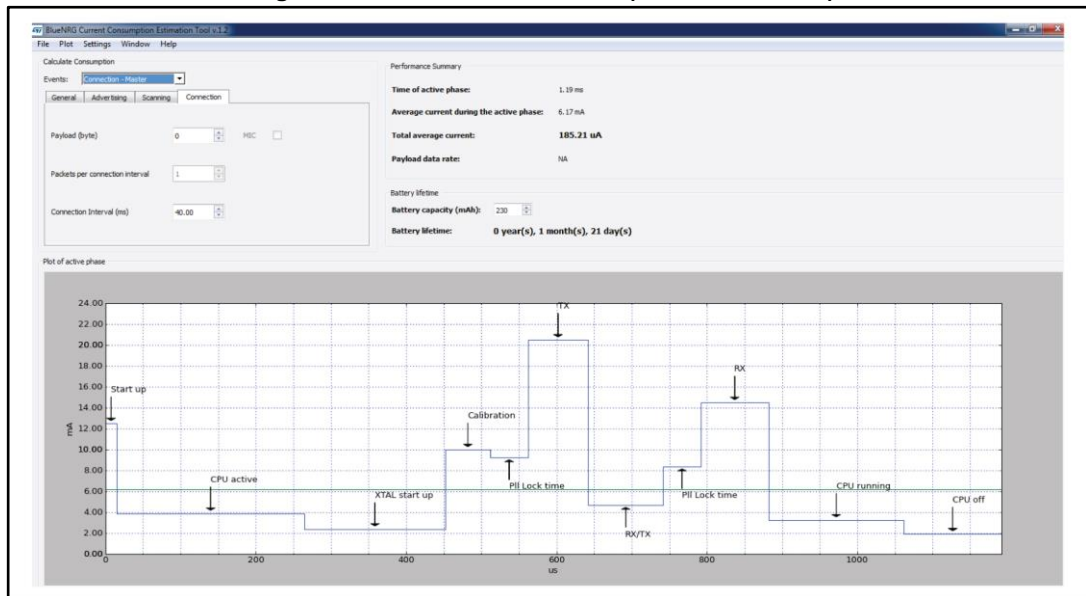 BlueNRG Current Consumption Estimation Tool v.1.2
File Plot Settings Window Help
Calculate Consumption
Events: Connection - Master
General Advertising Scanning Connection
Payload (byte) 0 MIC
Packets per connection interval 1
Connection Interval (ms) 40.00
Performance Summary
Time of active phase: 1.19 ms
Average current during the active phase: 6.17 mA
Total average current: 185.21 uA
Payload data rate: NA
Battery lifetime
Battery capacity (mAh): 230
Battery lifetime: 0 year(s), 1 month(s), 21 day(s)
Plot of active phase
24.00
22.00
20.00
18.00
16.00
14.00
12.00
10.00
8.00
6.00
4.00
2.00
0.00
mA
Start up
CPU active
XTAL start up
Calibration
Pll Lock time
TX
RX/TX
Pll Lock time
RX
CPU running
CPU off
0 200 400 600 800 1000
us